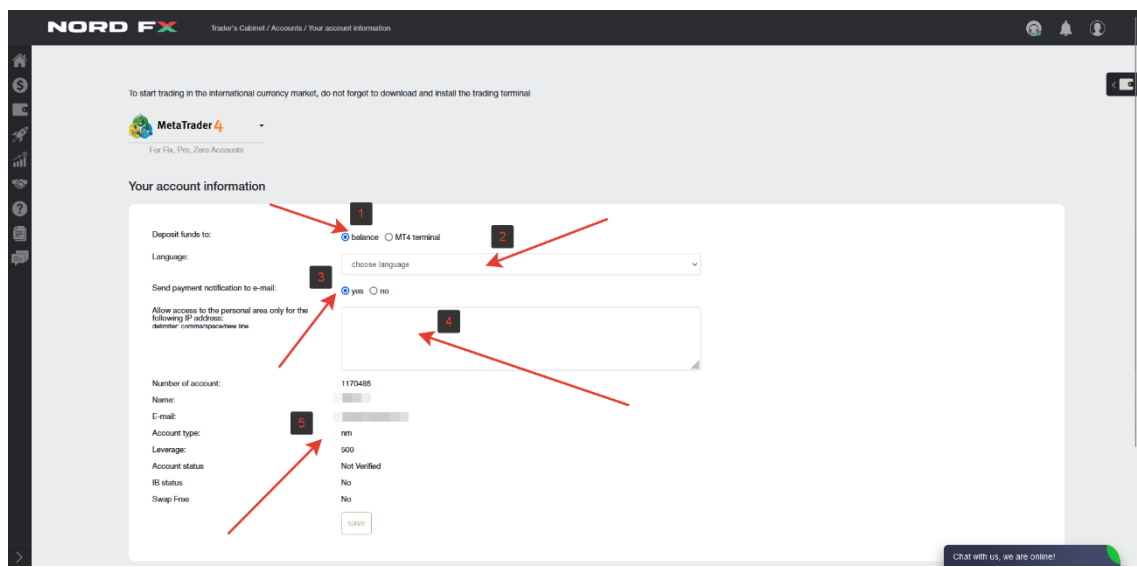 NORD FX
Trader's Cabinet / Accounts / Your account information
To start trading in the international currency market, do not forget to download and install the trading terminal
MetaTrader 4
For Fix, Pro, Zero Accounts
Your account information
1
Deposit funds to: balance MT4 terminal
2
Language: choose language
3
Send payment notification to e-mail: yes no
Allow access to the personal area only for the
following IP address:
delimiter: comma/space/new line
4
Number of account: 1170485
Name:
E-mail:
5
Account type: nm
Leverage: 500
Account status Not Verified
IB status No
Swap Free No
save
Chat with us, we are online!